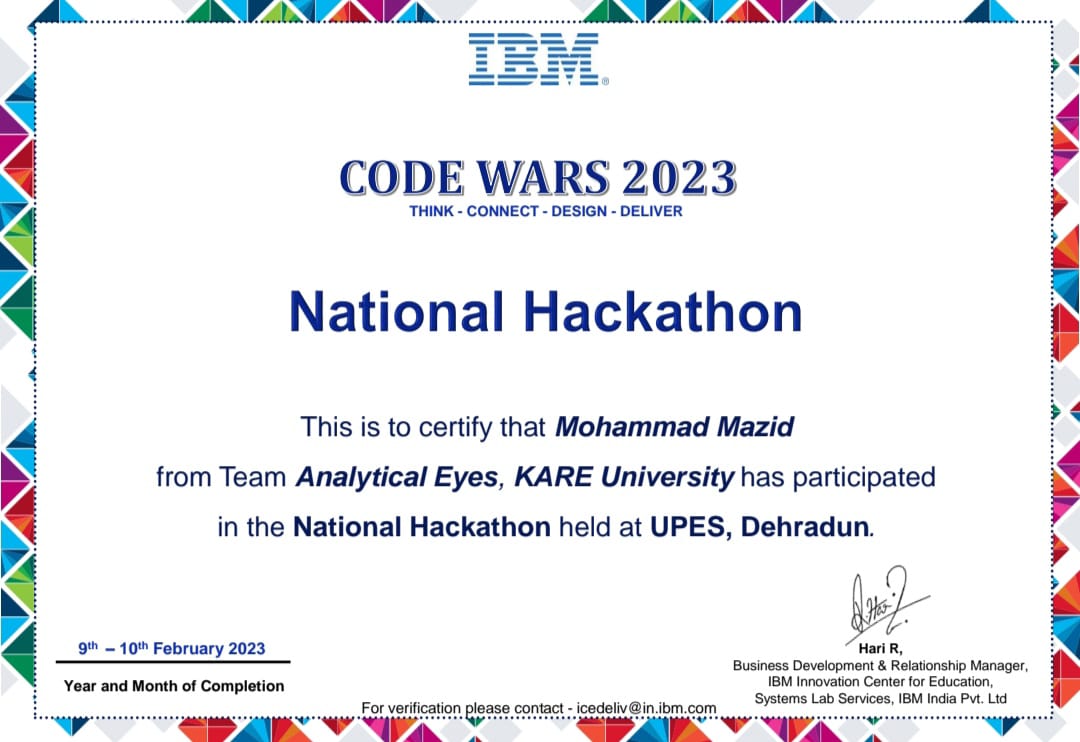 IBM®
CODE WARS 2023
THINK - CONNECT - DESIGN - DELIVER
National Hackathon
This is to certify that Mohammad Mazid
from Team Analytical Eyes, KARE University has participated
in the National Hackathon held at UPES, Dehradun.
9th – 10th February 2023
Year and Month of Completion
Hari R,
Business Development & Relationship Manager,
IBM Innovation Center for Education,
Systems Lab Services, IBM India Pvt. Ltd
For verification please contact - icedeliv@in.ibm.com